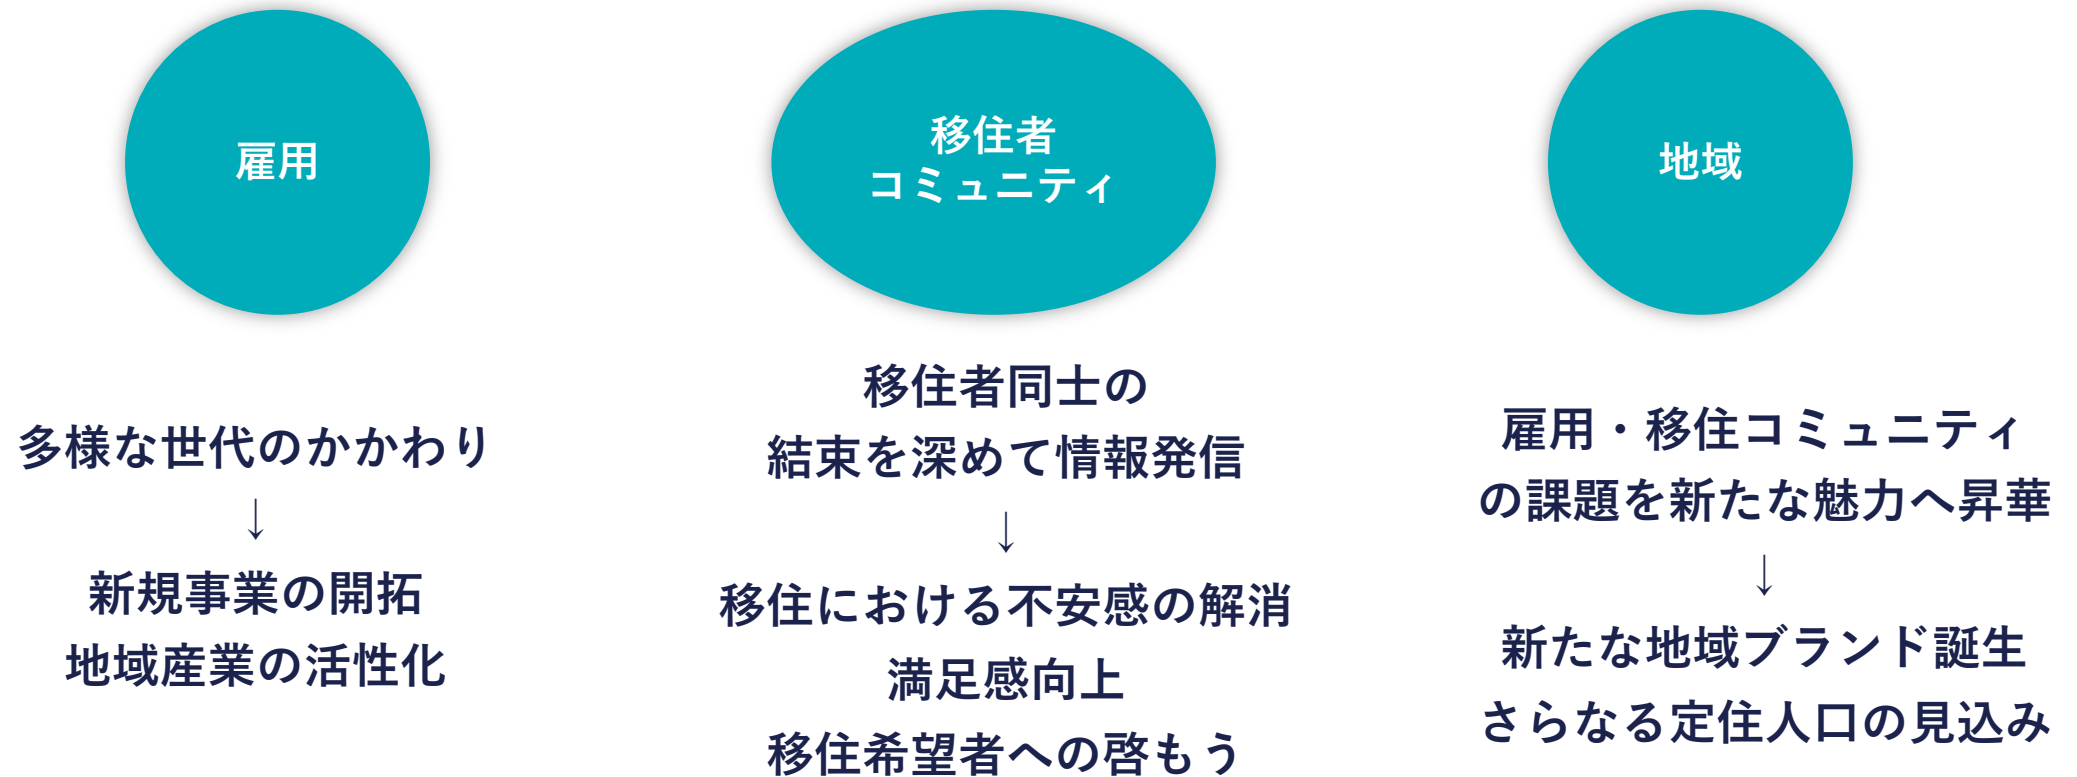 雇用
多様な世代のかかわり
↓
新規事業の開拓
地域産業の活性化
移住者
コミュニティ
移住者同士の
結束を深めて情報発信
↓
移住における不安感の解消
満足感向上
移住希望者への啓もう
地域
雇用・移住コミュニティ
の課題を新たな魅力へ昇華
↓
新たな地域ブランド誕生
さらなる定住人口の見込み